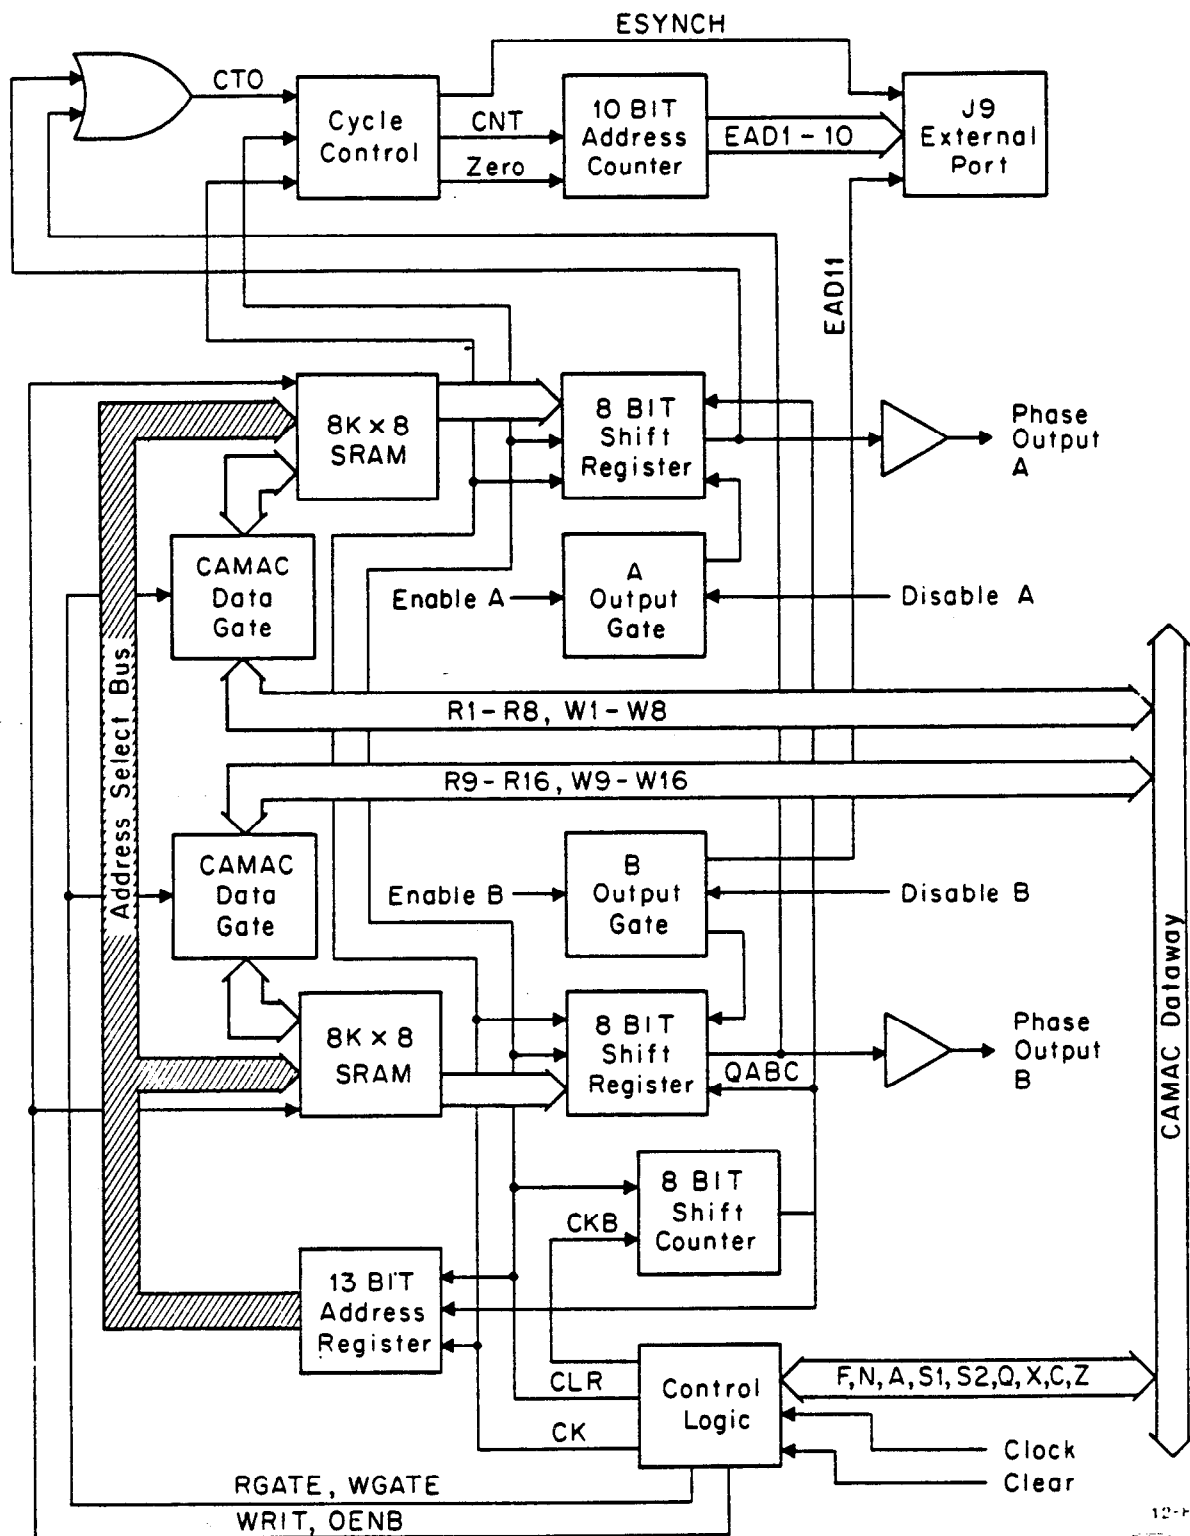 ESYNCH
CTO
Cycle
Control
CNT
Zero
10 BIT
Address
Counter
EAD1-10
J9
External
Port
EAD11
8K x 8
SRAM
8 BIT
Shift
Register
Phase
Output
A
CAMAC
Data
Gate
Enable A
A
Output
Gate
Disable A
Address Select Bus
R1-R8, W1-W8
R9-R16, W9-W16
CAMAC
Data
Gate
Enable B
B
Output
Gate
Disable B
CAMAC Dataway
8K x 8
SRAM
8 BIT
Shift
Register
QABC
Phase
Output
B
8 BIT
Shift
Counter
CKB
13 BIT
Address
Register
CLR
CK
Control
Logic
F,N,A,S1,S2,Q,X,C,Z
Clock
Clear
RGATE, WGATE
WRIT, OENB